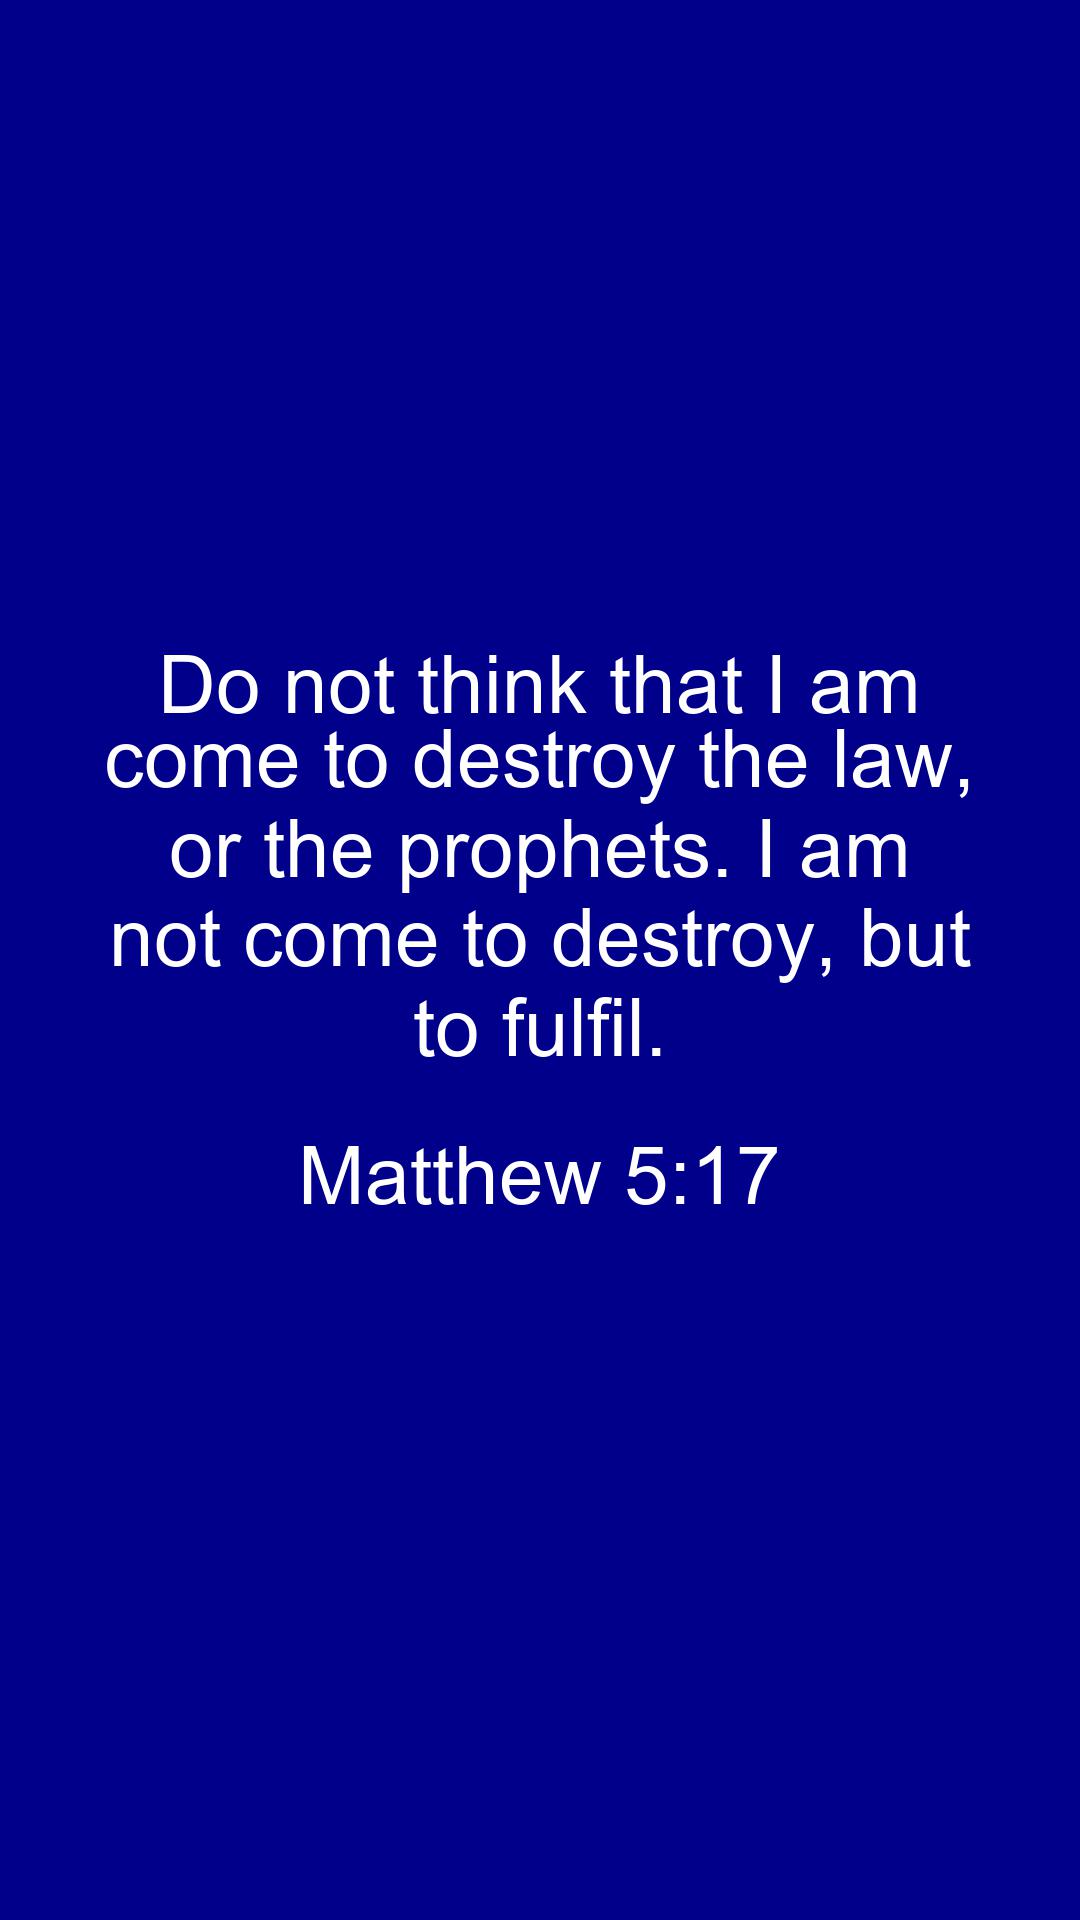 Do not think that I am
come to destroy the law,
or the prophets. I am
not come to destroy, but
to fulfil.
Matthew 5:17